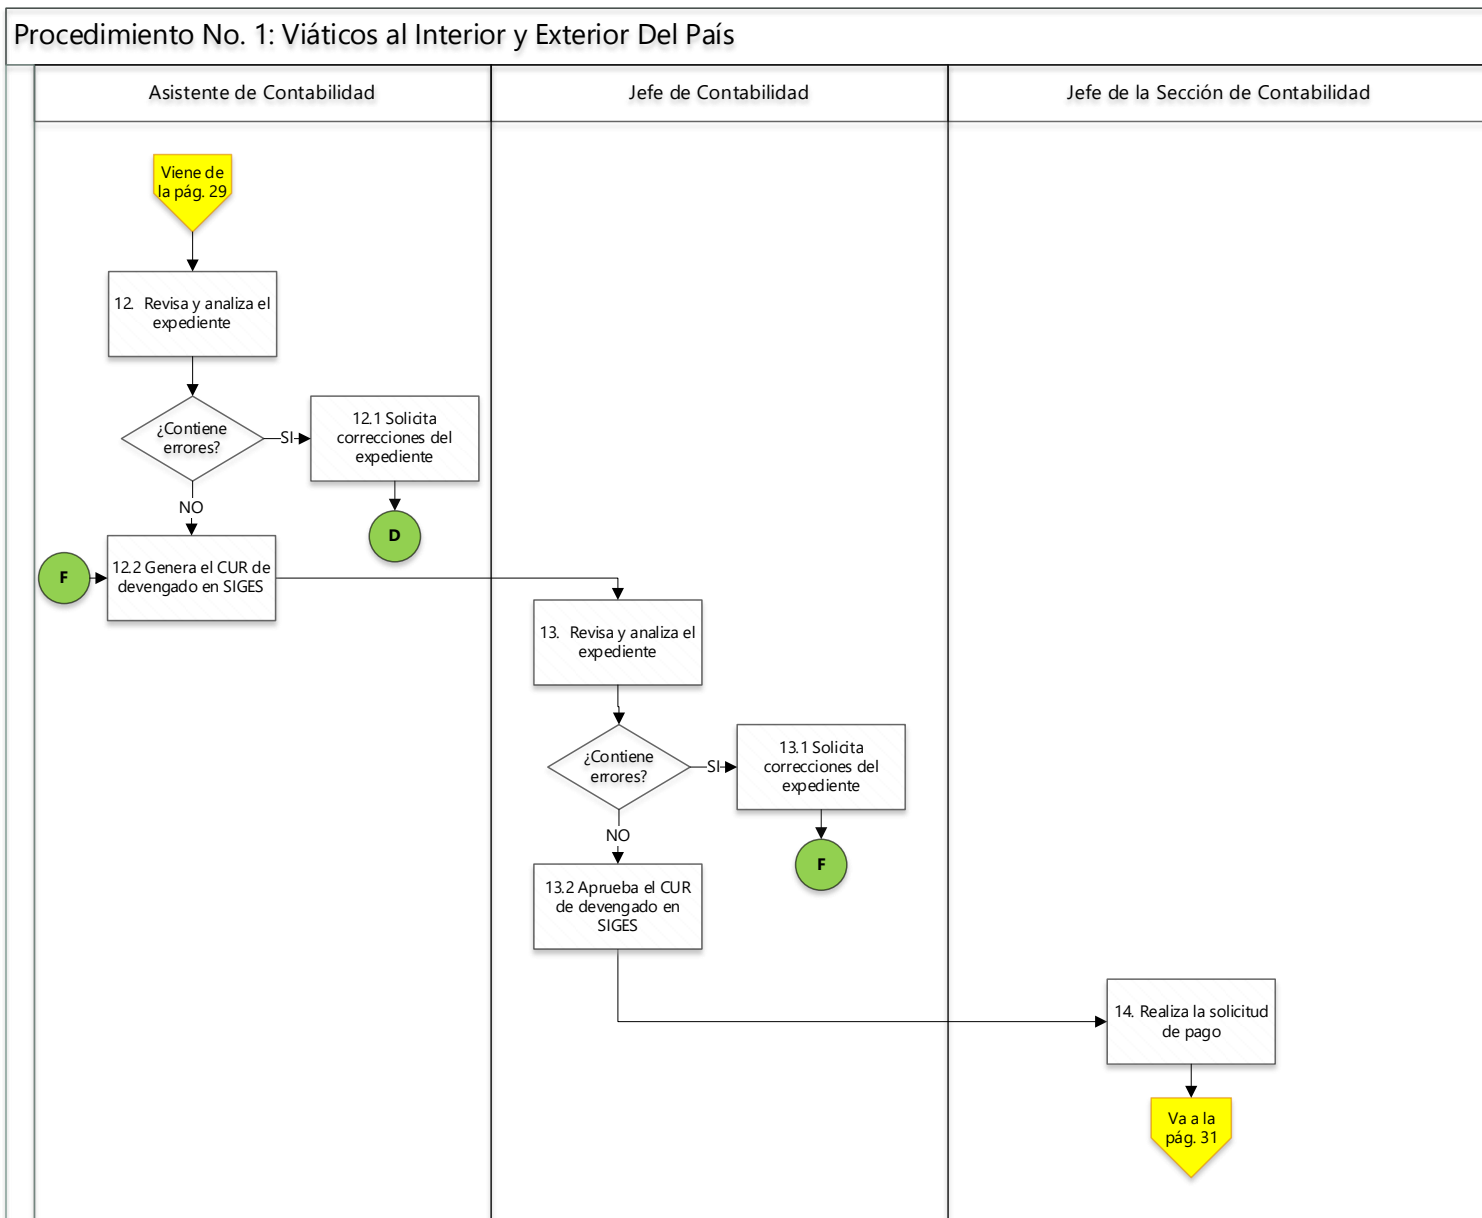 Procedimiento No. 1: Viáticos al Interior y Exterior Del País
Asistente de Contabilidad
Jefe de Contabilidad
Jefe de la Sección de Contabilidad
Viene de
la pág. 29
12. Revisa y analiza el
expediente
¿Contiene
errores?
SI
12.1 Solicita
correcciones del
expediente
NO
D
F
12.2 Genera el CUR de
devengado en SIGES
13. Revisa y analiza el
expediente
¿Contiene
errores?
SI
13.1 Solicita
correcciones del
expediente
NO
F
13.2 Aprueba el CUR
de devengado en
SIGES
14. Realiza la solicitud
de pago
Va a la
pág. 31